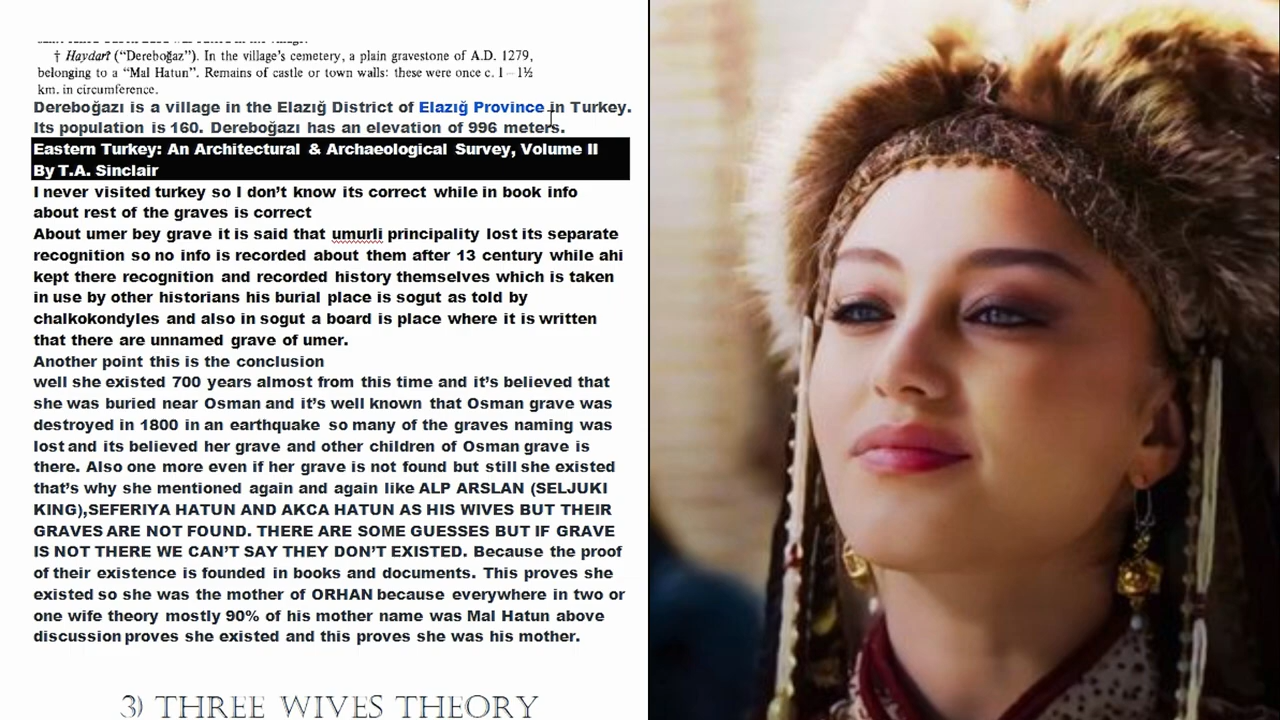 † Haydarî (“Dereboğaz”). In the village’s cemetery, a plain gravestone of A.D. 1279,
belonging to a “Mal Hatun”. Remains of castle or town walls: these were once c. 1–1½
km. in circumference.
Dereboğazı is a village in the Elazığ District of Elazığ Province in Turkey.
Its population is 160. Dereboğazı has an elevation of 996 meters.
Eastern Turkey: An Architectural & Archaeological Survey, Volume II
By T.A. Sinclair
I never visited turkey so I don’t know its correct while in book info
about rest of the graves is correct
About umer bey grave it is said that umurli principality lost its separate
recognition so no info is recorded about them after 13 century while ahi
kept there recognition and recorded history themselves which is taken
in use by other historians his burial place is sogut as told by
chalkokondyles and also in sogut a board is place where it is written
that there are unnamed grave of umer.
Another point this is the conclusion
well she existed 700 years almost from this time and it’s believed that
she was buried near Osman and it’s well known that Osman grave was
destroyed in 1800 in an earthquake so many of the graves naming was
lost and its believed her grave and other children of Osman grave is
there. Also one more even if her grave is not found but still she existed
that’s why she mentioned again and again like ALP ARSLAN (SELJUKI
KING),SEFERIYA HATUN AND AKCA HATUN AS HIS WIVES BUT THEIR
GRAVES ARE NOT FOUND. THERE ARE SOME GUESSES BUT IF GRAVE
IS NOT THERE WE CAN’T SAY THEY DON’T EXISTED. Because the proof
of their existence is founded in books and documents. This proves she
existed so she was the mother of ORHAN because everywhere in two or
one wife theory mostly 90% of his mother name was Mal Hatun above
discussion proves she existed and this proves she was his mother.
3) THREE WIVES THEORY